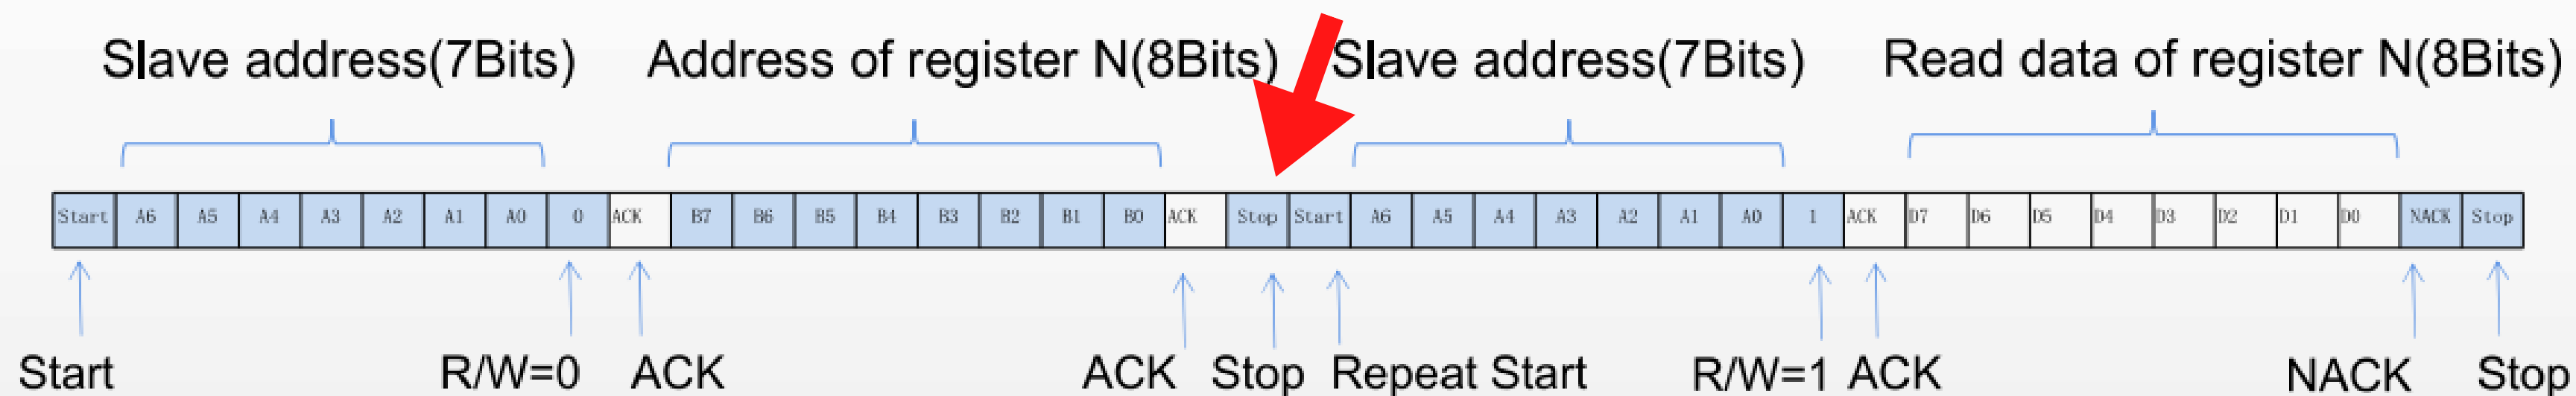 Slave address(7Bits) Address of register N(8Bits) Slave address(7Bits) Read data of register N(8Bits)
Start A6 A5 A4 A3 A2 A1 A0 0 ACK B7 B6 B5 B4 B3 B2 B1 B0 ACK Stop Start A6 A5 A4 A3 A2 A1 A0 1 ACK D7 D6 D5 D4 D3 D2 D1 D0 NACK Stop
Start R/W=0 ACK ACK Stop Repeat Start R/W=1 ACK NACK Stop